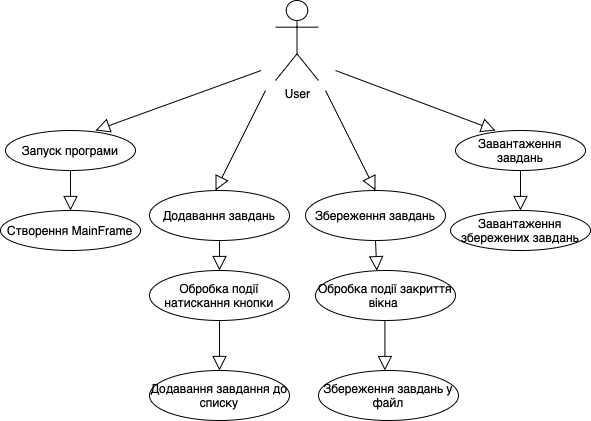 User
Запуск програми
Завантаження
завдань
Додавання завдань
Збереження завдань
Створення MainFrame
Завантаження
збережених завдань
Обробка події
натискання кнопки
Обробка події закриття
вікна
Додавання завдання до
списку
Збереження завдань у
файл